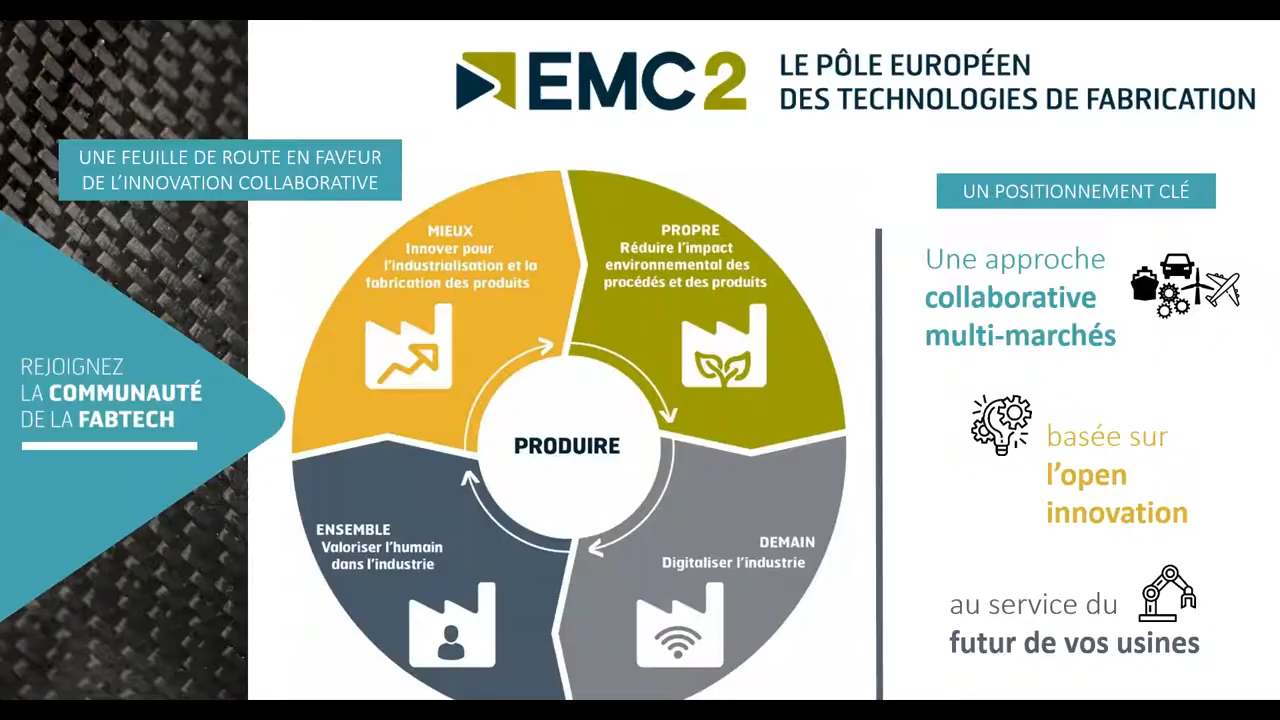 EMC2
LE PÔLE EUROPÉEN
DES TECHNOLOGIES DE FABRICATION
UNE FEUILLE DE ROUTE EN FAVEUR
DE L'INNOVATION COLLABORATIVE
REJOIGNEZ
LA COMMUNAUTÉ
DE LA FABTECH
MIEUX
Innover pour
l'industrialisation et la
fabrication des produits
PROPRE
Réduire l'impact
environnemental des
procédés et des produits
PRODUIRE
ENSEMBLE
Valoriser l'humain
dans l'industrie
DEMAIN
Digitaliser l'industrie
UN POSITIONNEMENT CLÉ
Une approche
collaborative
multi-marchés
basée sur
l'open
innovation
au service du
futur de vos usines